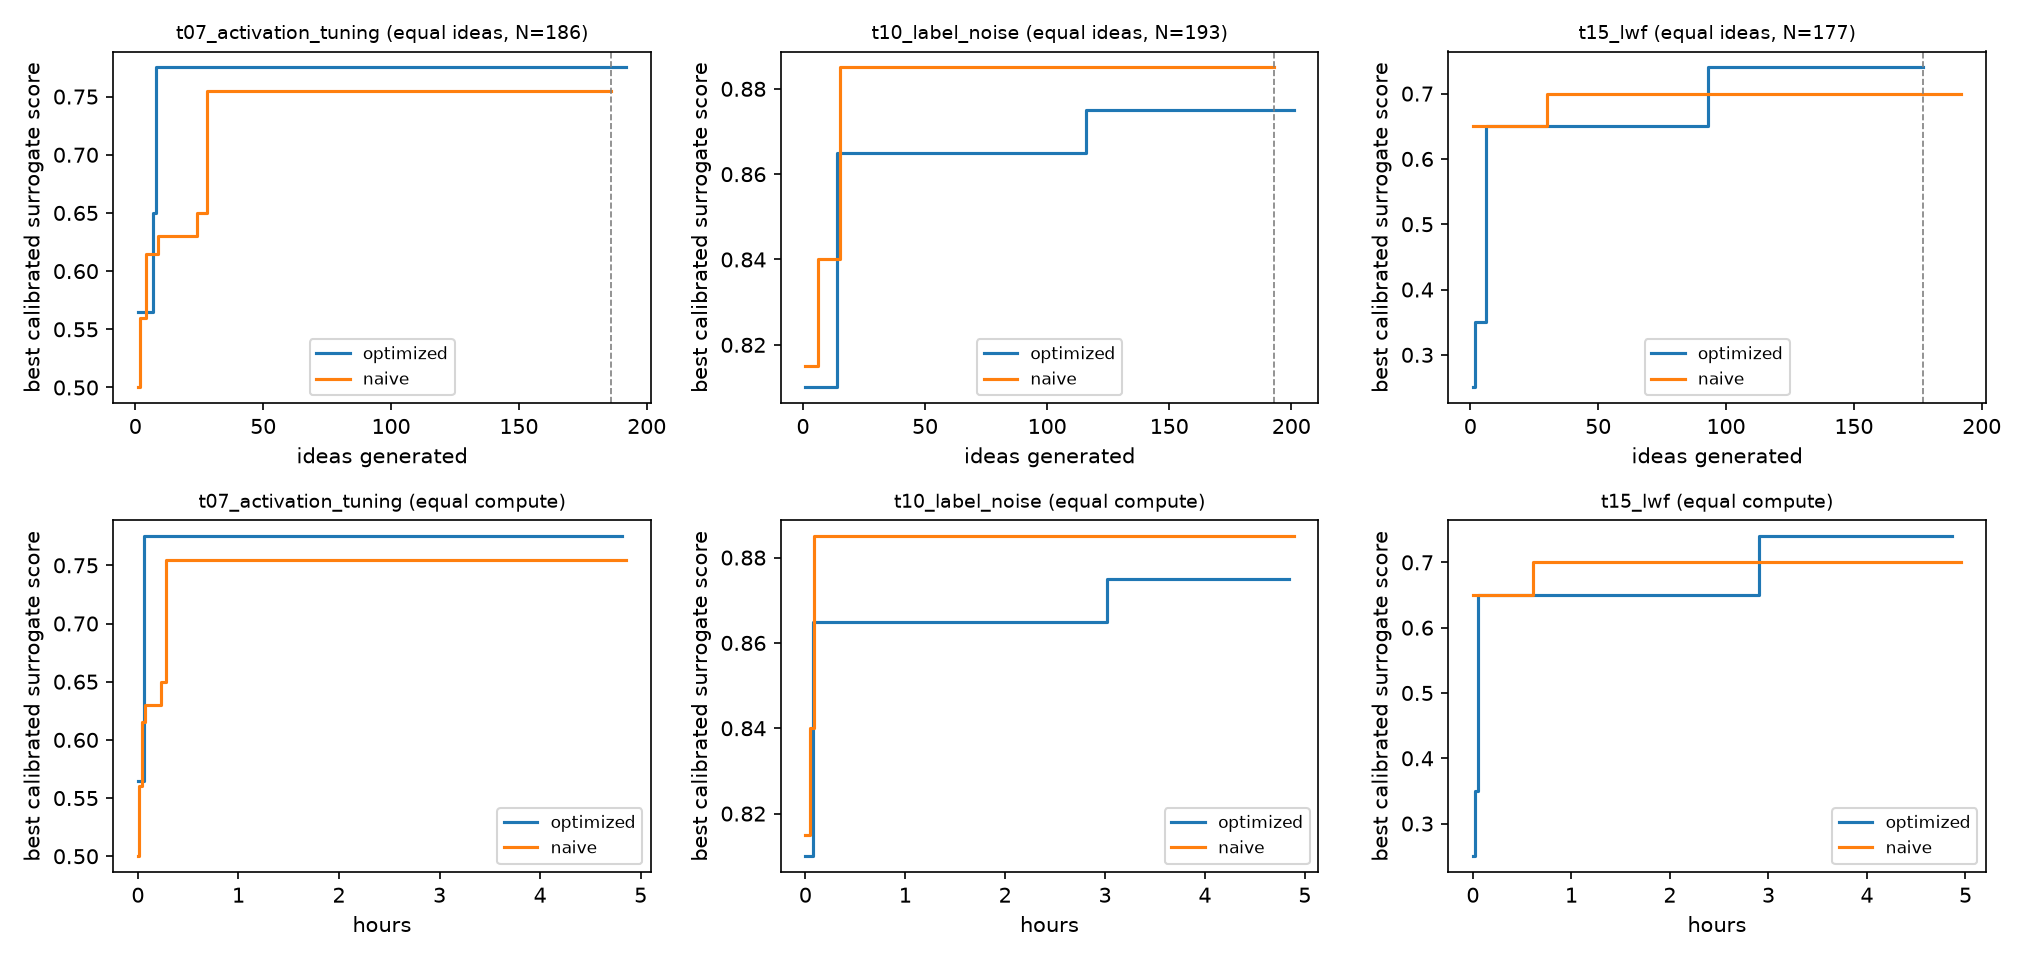 t07_activation_tuning (equal ideas, N=186)
best calibrated surrogate score
0.75
0.70
0.65
0.60
0.55
0.50
optimized
naive
0 50 100 150 200
ideas generated
t10_label_noise (equal ideas, N=193)
best calibrated surrogate score
0.88
0.86
0.84
0.82
optimized
naive
0 50 100 150 200
ideas generated
t15_lwf (equal ideas, N=177)
best calibrated surrogate score
0.7
0.6
0.5
0.4
0.3
optimized
naive
0 50 100 150 200
ideas generated
t07_activation_tuning (equal compute)
best calibrated surrogate score
0.75
0.70
0.65
0.60
0.55
0.50
optimized
naive
0 1 2 3 4 5
hours
t10_label_noise (equal compute)
best calibrated surrogate score
0.88
0.86
0.84
0.82
optimized
naive
0 1 2 3 4 5
hours
t15_lwf (equal compute)
best calibrated surrogate score
0.7
0.6
0.5
0.4
0.3
optimized
naive
0 1 2 3 4 5
hours